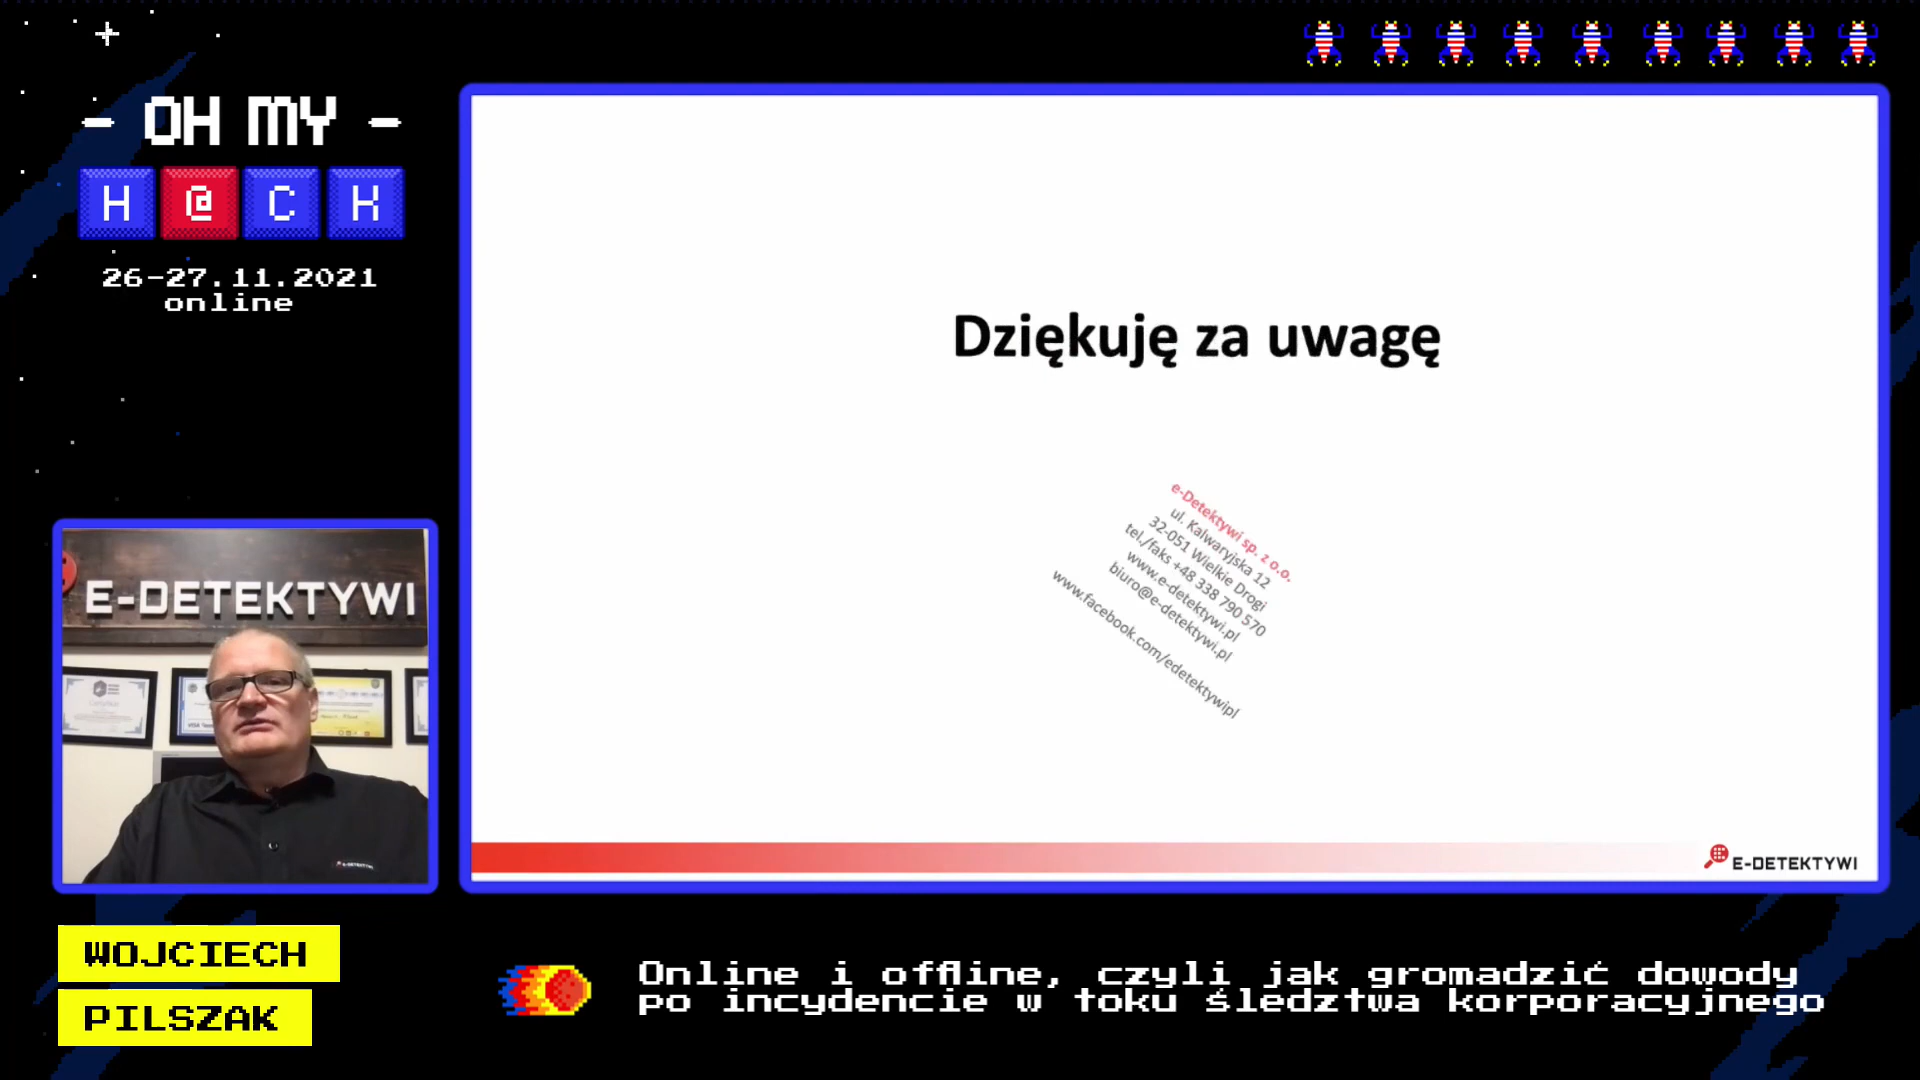 - OH MY -
H@CK
26-27.11.2021
online
Dziękuję za uwagę
e-Detektywi sp. z o.o.
ul. Kalwaryjska 12
32-051 Wielkie Drogi
tel./faks +48 338 790 570
www.e-detektywi.pl
biuro@e-detektywi.pl
www.facebook.com/edetektywipl
E-DETEKTYWI
E-DETEKTYWI
WOJCIECH
PILSZAK
Online i offline, czyli jak gromadzić dowody
po incydencie w toku śledztwa korporacyjnego